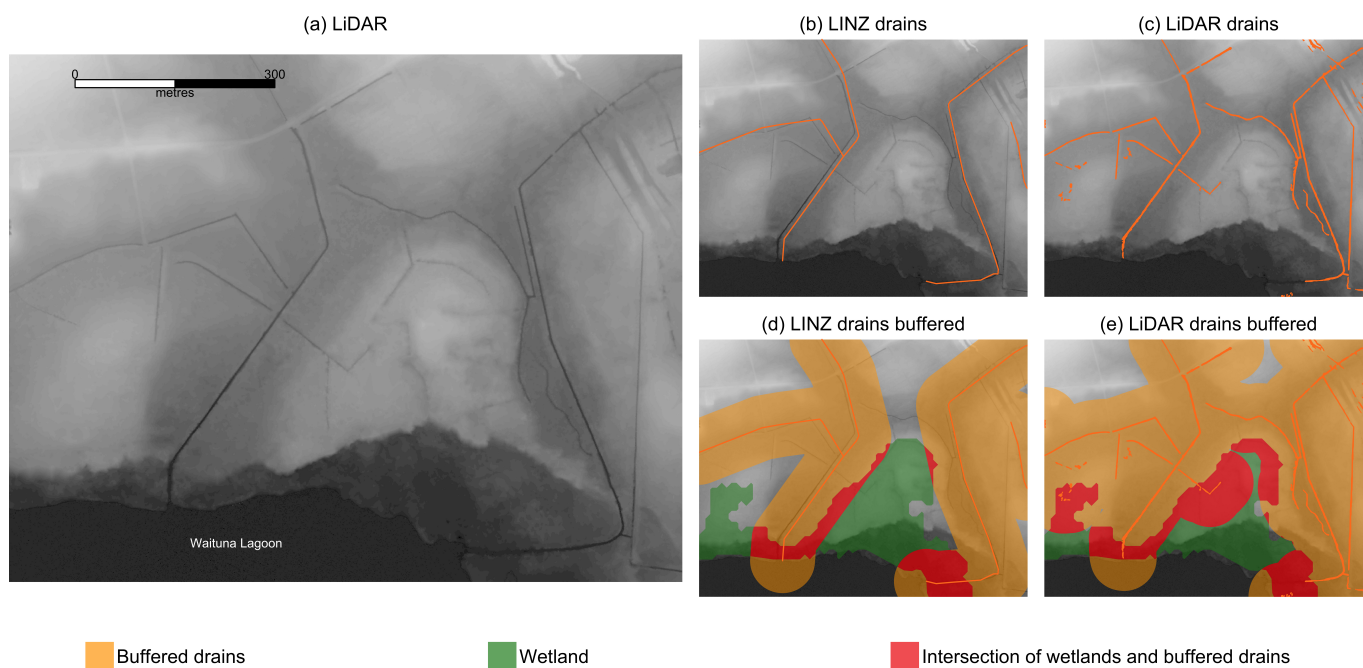 (a) LiDAR
(b) LINZ drains
(c) LiDAR drains
0
300
metres
Waituna Lagoon
(d) LINZ drains buffered
(e) LiDAR drains buffered
Buffered drains
Wetland
Intersection of wetlands and buffered drains